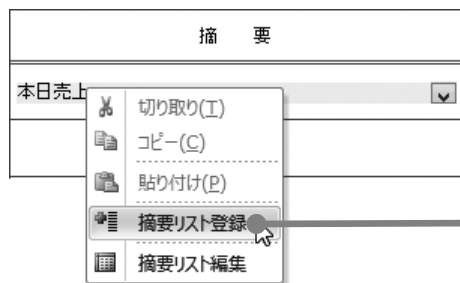 摘　要
本日売上
切り取り(T)
コピー(C)
貼り付け(P)
摘要リスト登録
摘要リスト編集